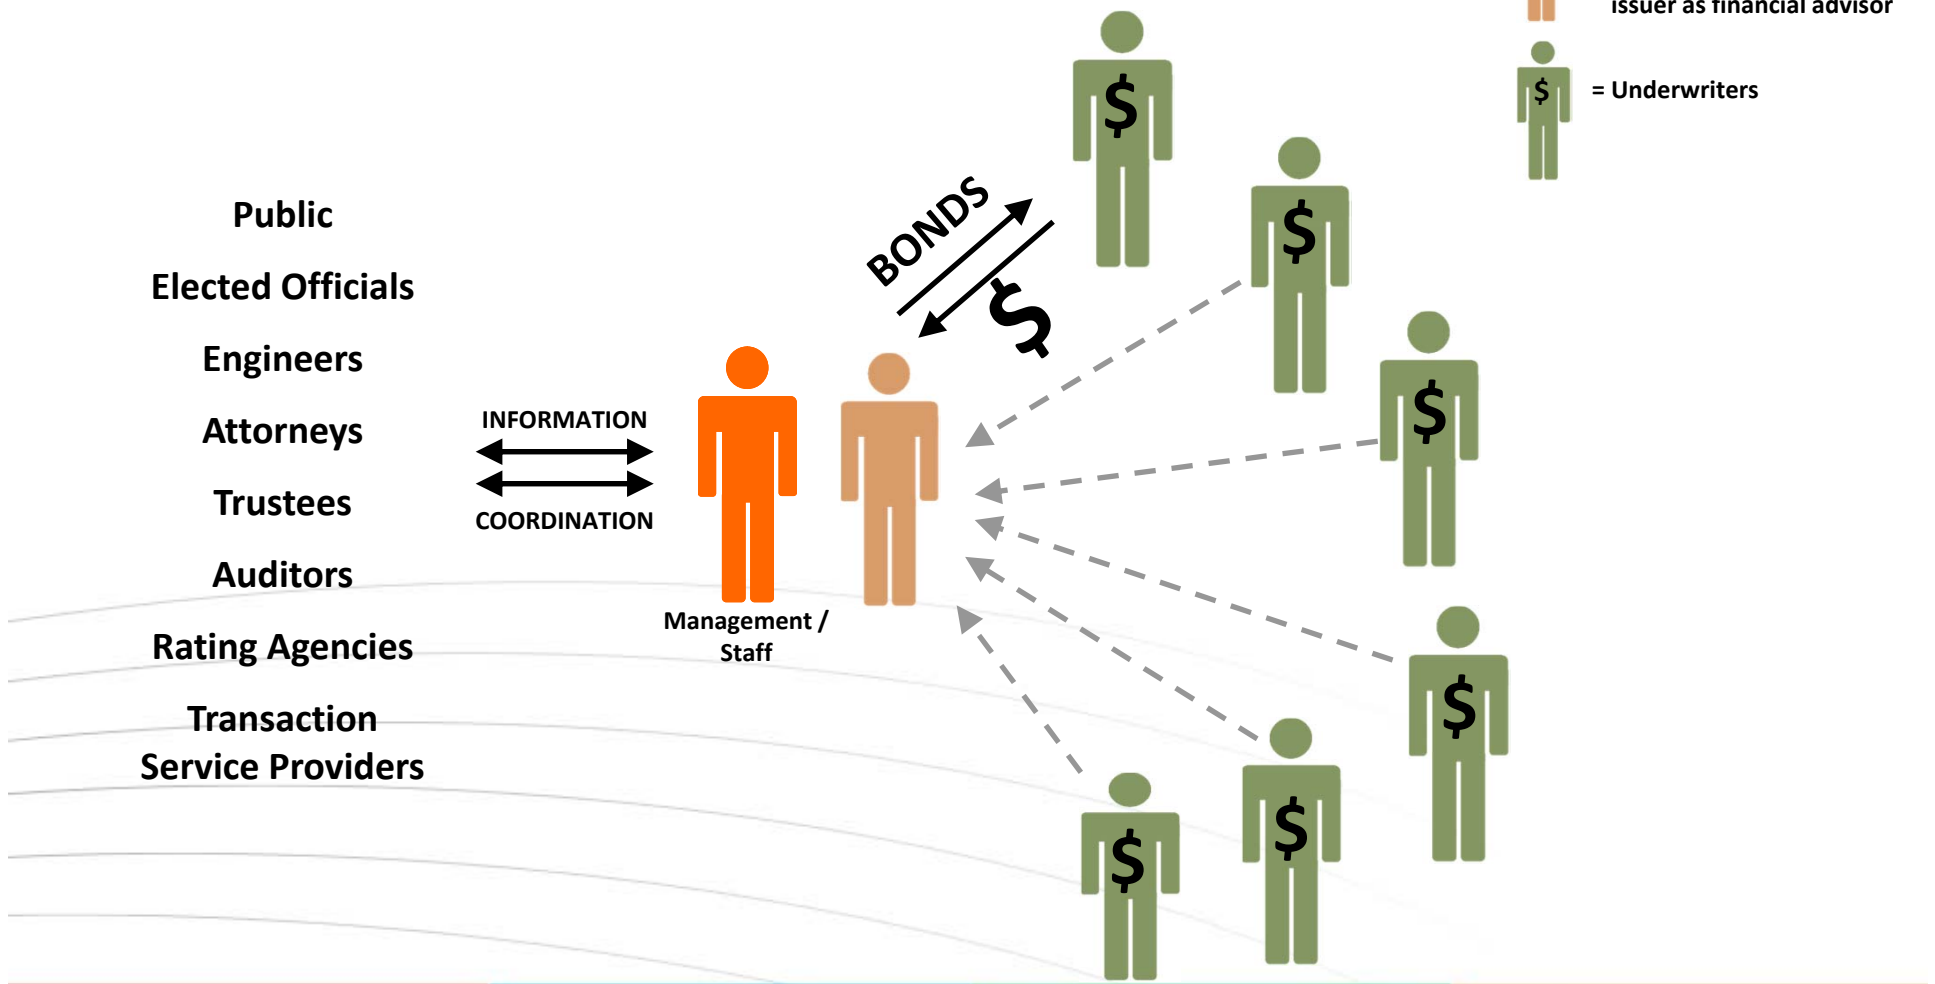 issuer as financial advisor
$
= Underwriters
$
$
$
$
$
$
BONDS
$
Public
Elected Officials
Engineers
Attorneys
Trustees
Auditors
Rating Agencies
Transaction
Service Providers
INFORMATION
COORDINATION
Management /
Staff